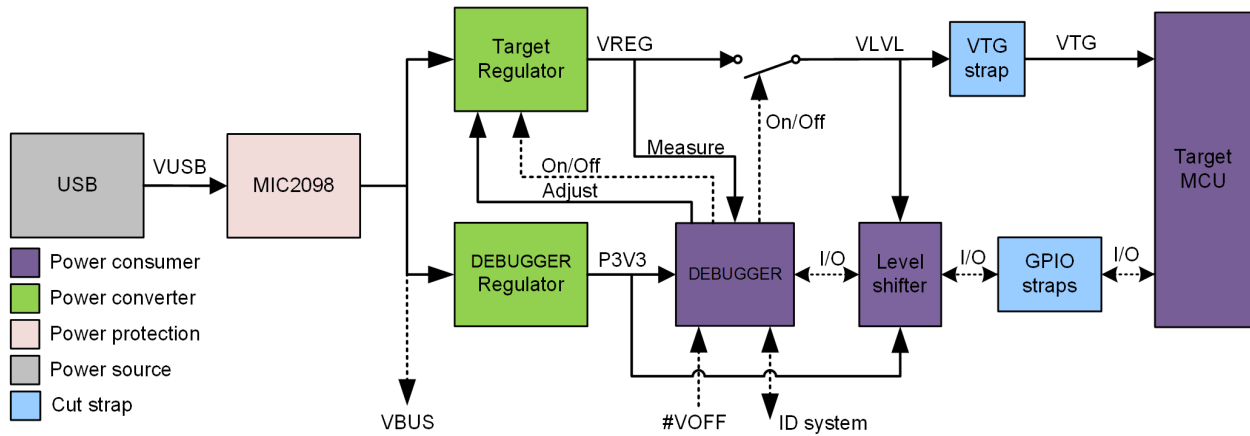 Target
Regulator
VREG
VLVL
VTG
strap
VTG
On/Off
USB
VUSB
MIC2098
Measure
On/Off
Adjust
Target
MCU
Power consumer
Power converter
Power protection
Power source
Cut strap
DEBUGGER
Regulator
P3V3
DEBUGGER
I/O
Level
shifter
I/O
GPIO
straps
I/O
VBUS
#VOFF
ID system